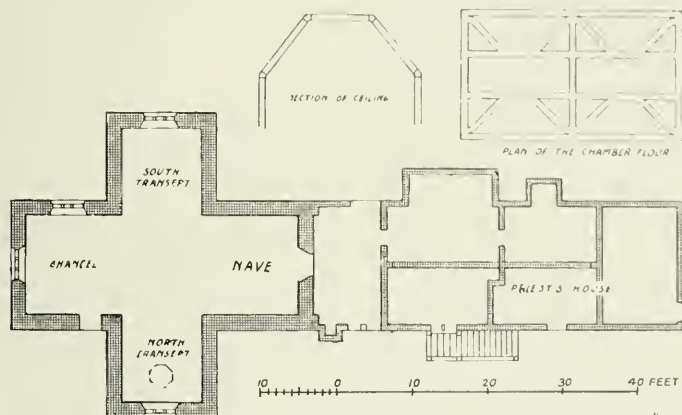 SECTION OF CEILING
PLAN OF THE CHAMBER FLOOR
SOUTH
TRANSEPT
CHANCEL
NAVE
PRIEST'S HOUSE
NORTH
TRANSEPT
10 0 10 20 30 40 FEET